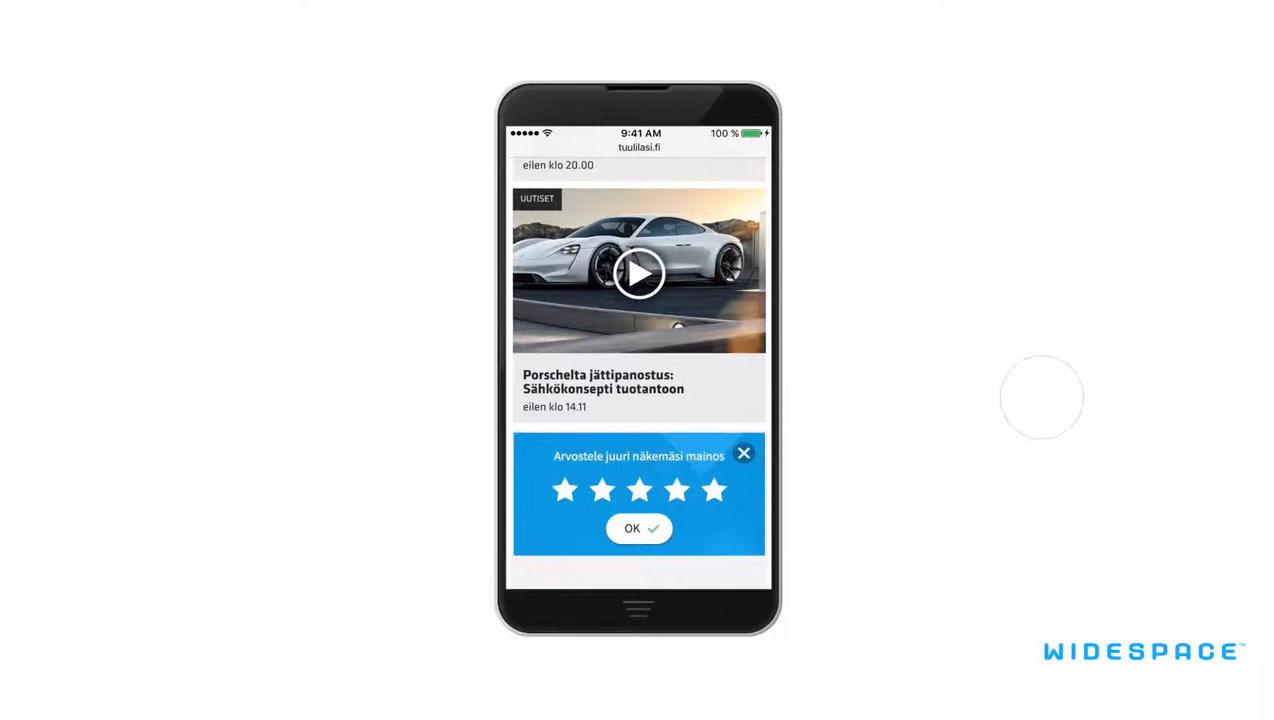 9:41 AM
100 %
tuulilasi.fi
eilen klo 20.00
UUTISET
Porschelta jättipanostus:
Sähkökonsepti tuotantoon
eilen klo 14.11
Arvostele juuri näkemäsi mainos
OK
WIDESPACE™